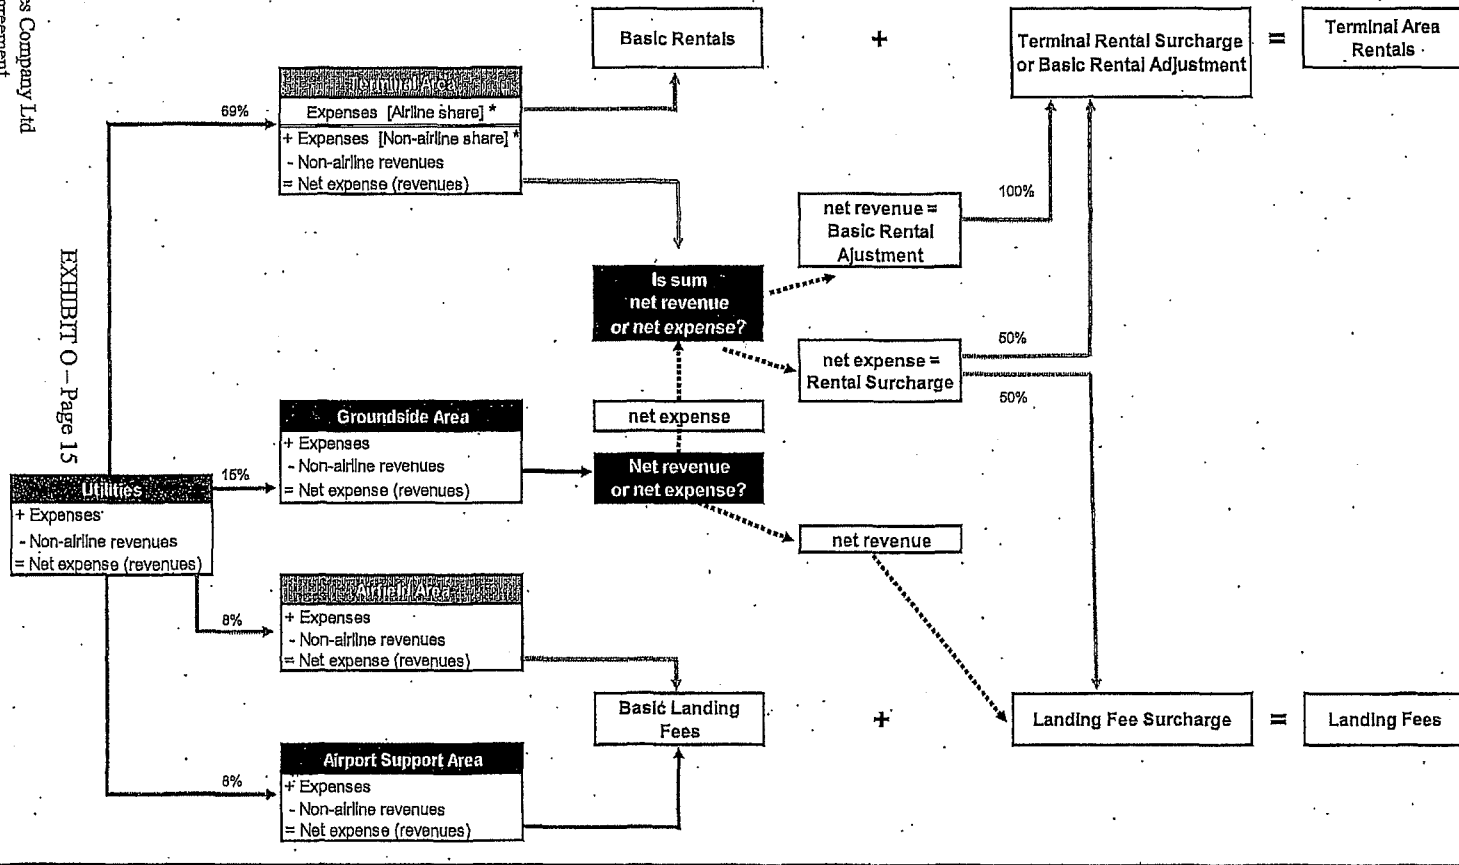 es Company Ltd
greement
EXHIBIT O – Page 15
Basic Rentals
+
Terminal Rental Surcharge
or Basic Rental Adjustment
=
Terminal Area
Rentals
Terminal Area
Expenses [Airline share] *
+ Expenses [Non-airline share] *
- Non-airline revenues
= Net expense (revenues)
69%
net revenue =
Basic Rental
Ajustment
100%
Is sum
net revenue
or net expense?
net expense =
Rental Surcharge
50%
50%
net expense
Groundside Area
+ Expenses
- Non-airline revenues
= Net expense (revenues)
15%
Net revenue
or net expense?
Utilities
+ Expenses
- Non-airline revenues
= Net expense (revenues)
net revenue
Airfield Area
+ Expenses
- Non-airline revenues
= Net expense (revenues)
8%
Basic Landing
Fees
+
Landing Fee Surcharge
=
Landing Fees
Airport Support Area
+ Expenses
- Non-airline revenues
= Net expense (revenues)
8%